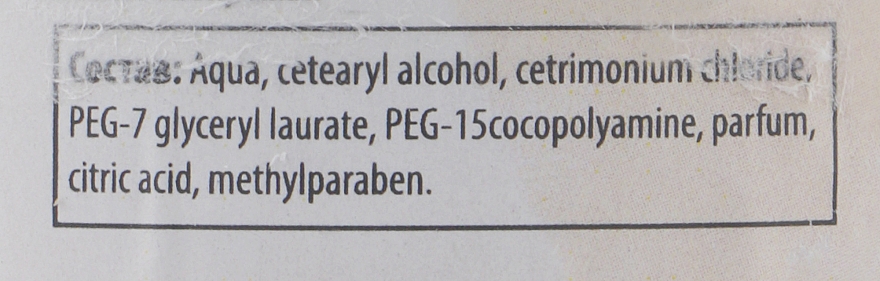 Состав: Aqua, cetearyl alcohol, cetrimonium chloride,
PEG-7 glyceryl laurate, PEG-15cocopolyamine, parfum,
citric acid, methylparaben.